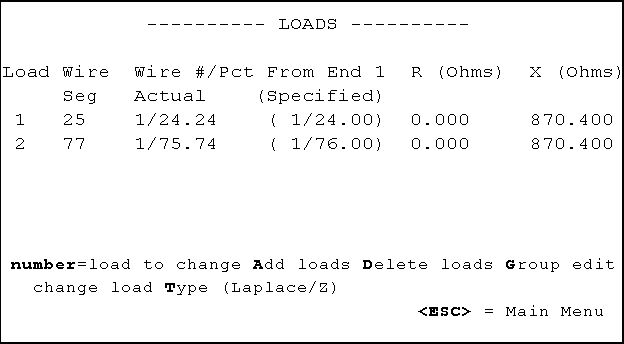 ---------- LOADS ----------
Load Wire Wire #/Pct From End 1 R (Ohms) X (Ohms)
Seg Actual (Specified)
1 25 1/24.24 ( 1/24.00) 0.000 870.400
2 77 1/75.74 ( 1/76.00) 0.000 870.400
number=load to change Add loads Delete loads Group edit
change load Type (Laplace/Z)
<ESC> = Main Menu